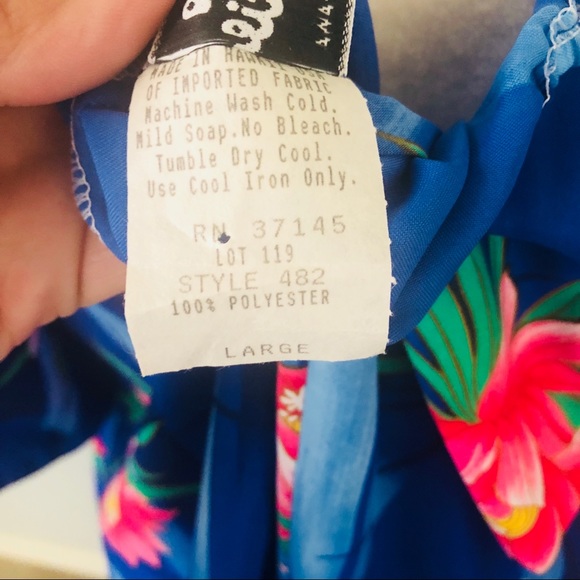 MADE IN HAWAII USA
OF IMPORTED FABRIC
Machine Wash Cold.
Mild Soap.No Bleach.
Tumble Dry Cool.
Use Cool Iron Only.
RN 37145
LOT 119
STYLE 482
100% POLYESTER
LARGE